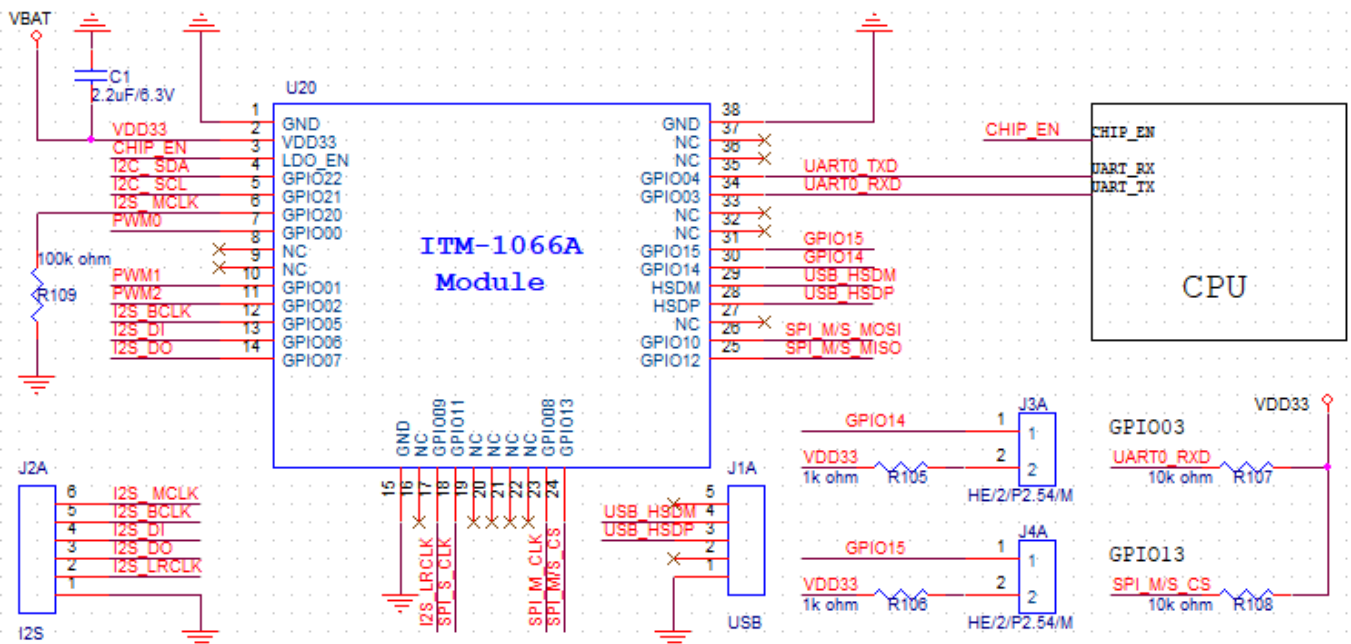 VBAT
C1
2.2uF/6.3V
U20
1
GND
VDD33
2
VDD33
CHIP_EN
3
LDO_EN
I2C_SDA
4
GPIO22
I2C_SCL
5
GPIO21
I2S_MCLK
6
GPIO20
PWM0
7
GPIO00
8
NC
9
NC
PWM1
10
GPIO01
PWM2
11
GPIO02
I2S_BCLK
12
GPIO05
I2S_DI
13
GPIO06
I2S_DO
14
GPIO07
100k ohm
R109
ITM-1066A
Module
38
GND
37
NC
36
NC
35
GPIO04
UART0_TXD
34
GPIO03
UART0_RXD
33
NC
32
NC
31
GPIO15
GPIO15
30
GPIO14
GPIO14
29
HSDM
USB_HSDM
28
HSDP
USB_HSDP
27
NC
26
GPIO10
SPI_M/S_MOSI
25
GPIO12
SPI_M/S_MISO
CHIP_EN
CHIP_EN
UART_RX
UART_TX
CPU
GND
NC
GPIO09
GPIO11
NC
NC
NC
NC
GPIO08
GPIO13
15
16
17
18
19
20
21
22
23
24
I2S_LRCLK
SPI_S_CLK
SPI_M_CLK
SPI_M/S_CS
J2A
6
I2S_MCLK
5
I2S_BCLK
4
I2S_DI
3
I2S_DO
2
I2S_LRCLK
1
I2S
J1A
5
USB_HSDM
4
USB_HSDP
3
2
1
USB
J3A
GPIO14
1
1
VDD33
2
2
1k ohm
R105
HE/2/P2.54/M
J4A
GPIO15
1
1
VDD33
2
2
1k ohm
R106
HE/2/P2.54/M
VDD33
GPIO03
UART0_RXD
10k ohm
R107
GPIO13
SPI_M/S_CS
10k ohm
R108